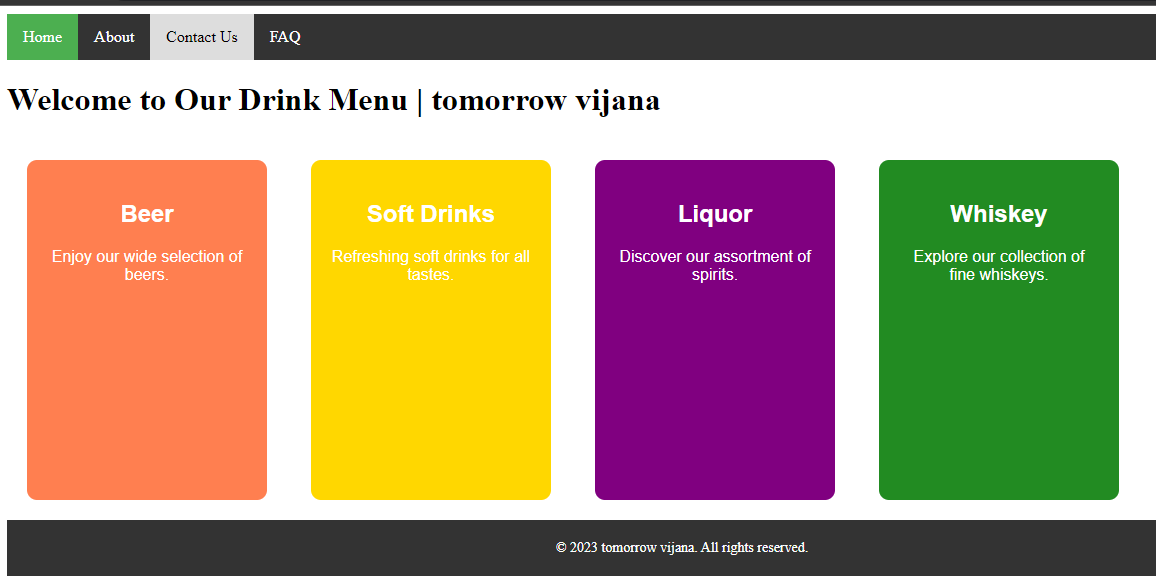 Home About Contact Us FAQ
Welcome to Our Drink Menu | tomorrow vijana
Beer
Enjoy our wide selection of
beers.
Soft Drinks
Refreshing soft drinks for all
tastes.
Liquor
Discover our assortment of
spirits.
Whiskey
Explore our collection of
fine whiskeys.
© 2023 tomorrow vijana. All rights reserved.